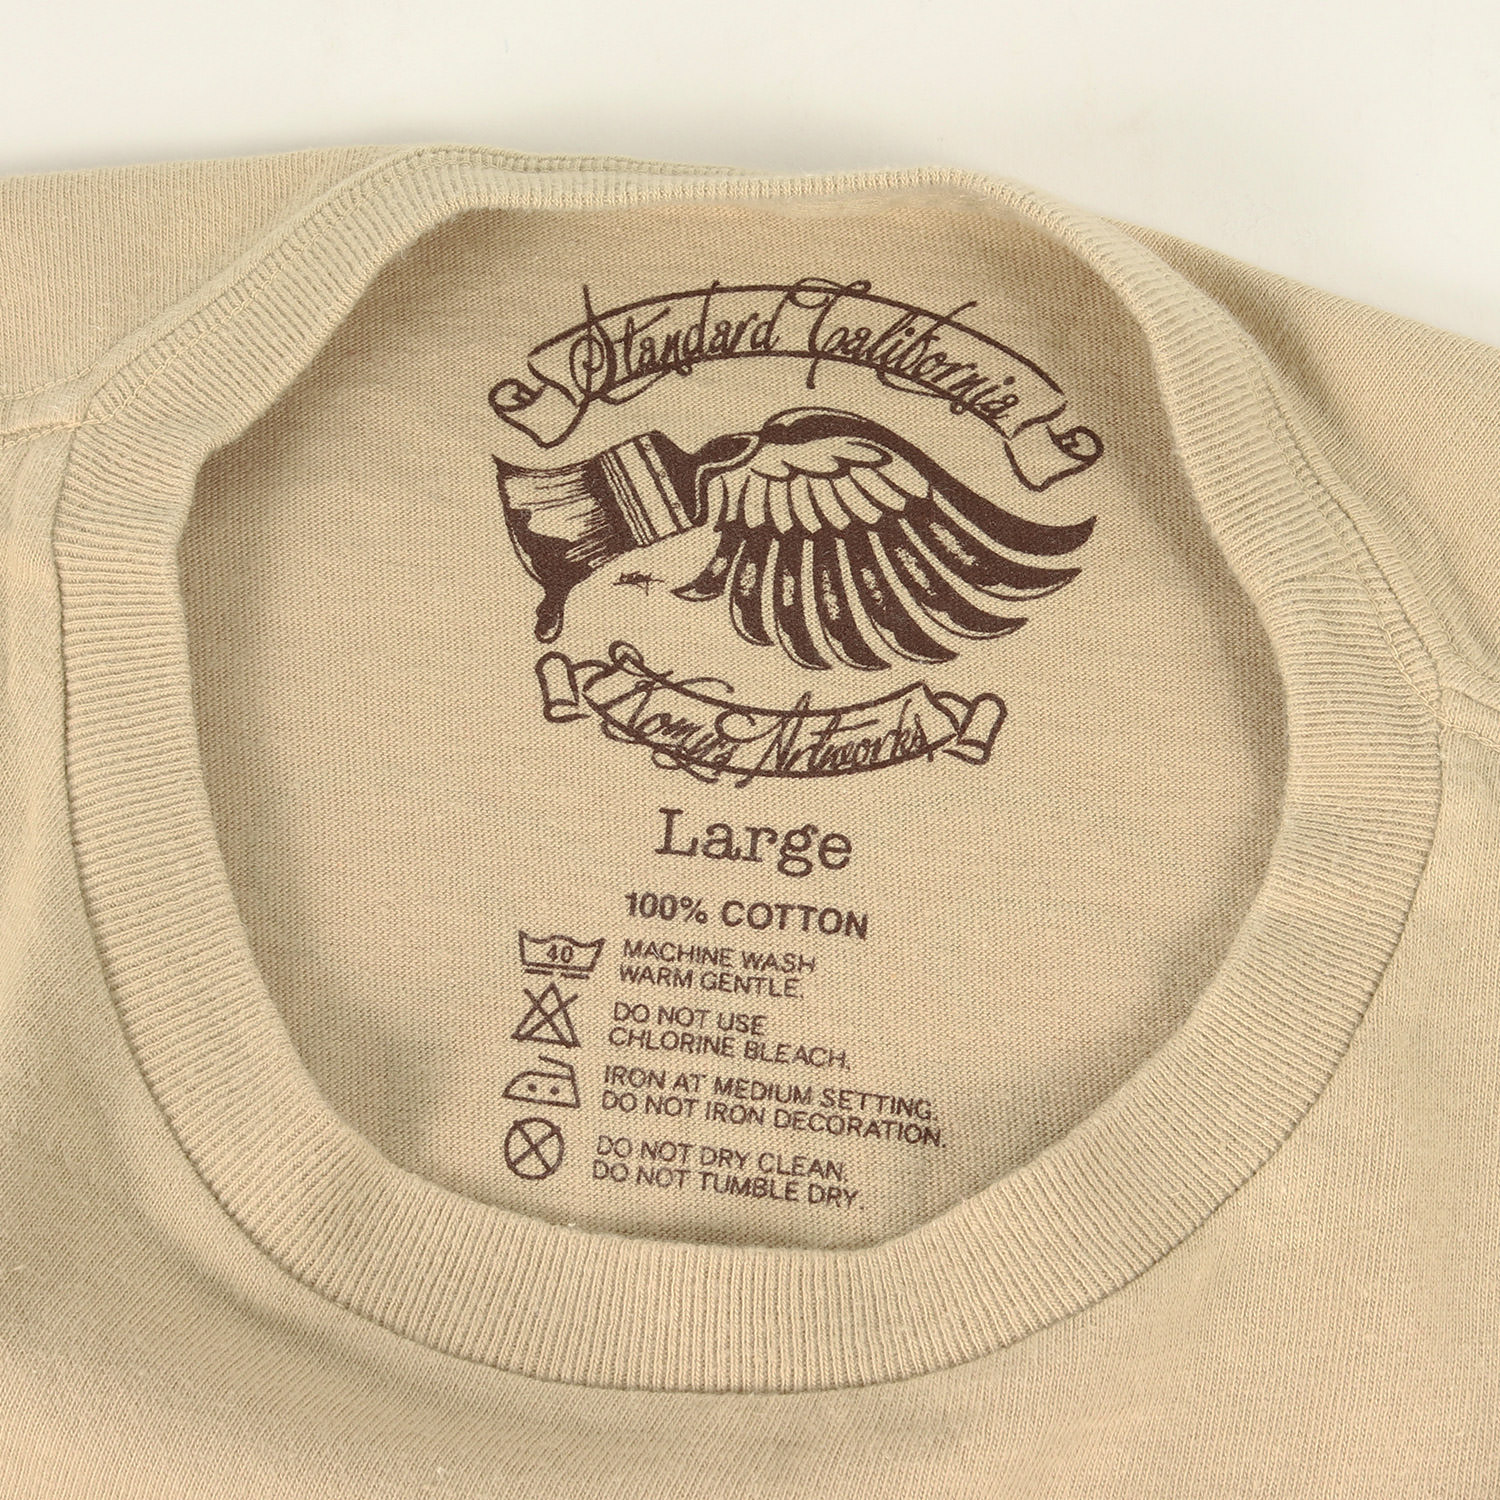 Standard California
Komy's Artworks
Large
100% COTTON
40
MACHINE WASH
WARM GENTLE.
DO NOT USE
CHLORINE BLEACH.
IRON AT MEDIUM SETTING.
DO NOT IRON DECORATION.
DO NOT DRY CLEAN.
DO NOT TUMBLE DRY.